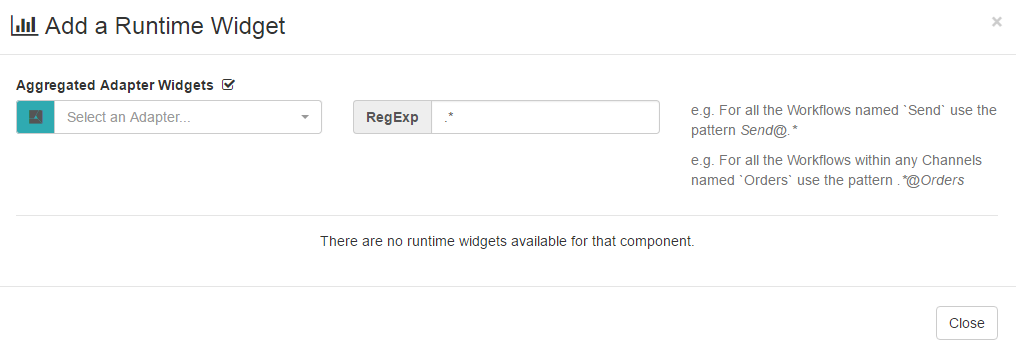 Add a Runtime Widget
×
Aggregated Adapter Widgets
Select an Adapter...
RegExp
.*
e.g. For all the Workflows named `Send` use the
pattern Send@.*
e.g. For all the Workflows within any Channels
named `Orders` use the pattern .*@Orders
There are no runtime widgets available for that component.
Close